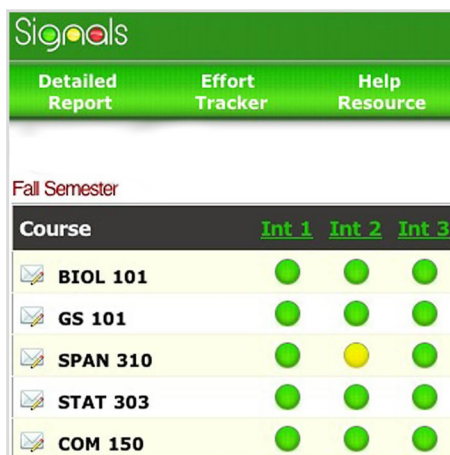 Signals
Detailed Report
Effort Tracker
Help Resource
Fall Semester
Course Int 1 Int 2 Int 3
BIOL 101
GS 101
SPAN 310
STAT 303
COM 150